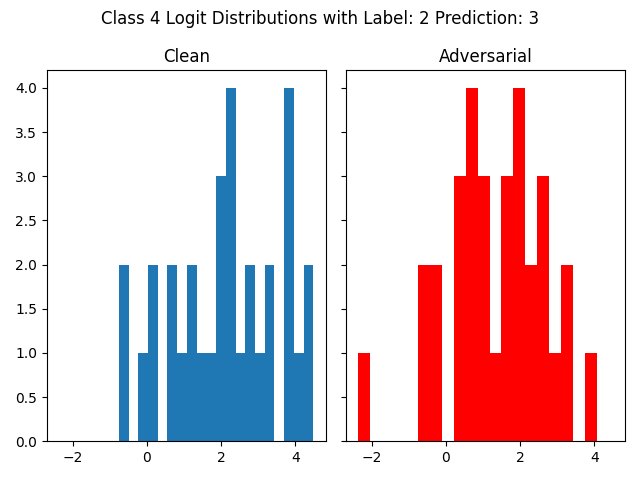 Class 4 Logit Distributions with Label: 2 Prediction: 3
Clean
Adversarial
4.0
3.5
3.0
2.5
2.0
1.5
1.0
0.5
0.0
−2 0 2 4
−2 0 2 4